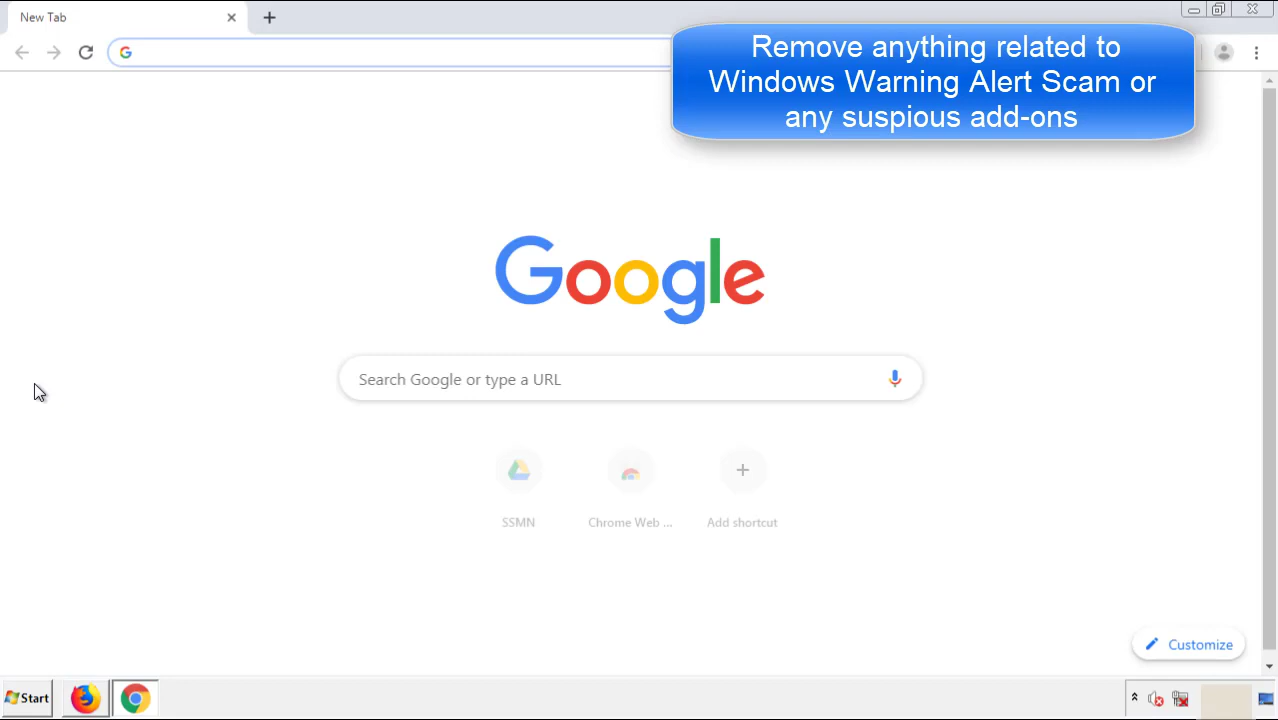 New Tab
Remove anything related to
Windows Warning Alert Scam or
any suspious add-ons
Google
Search Google or type a URL
SSMN
Chrome Web ...
Add shortcut
Customize
Start